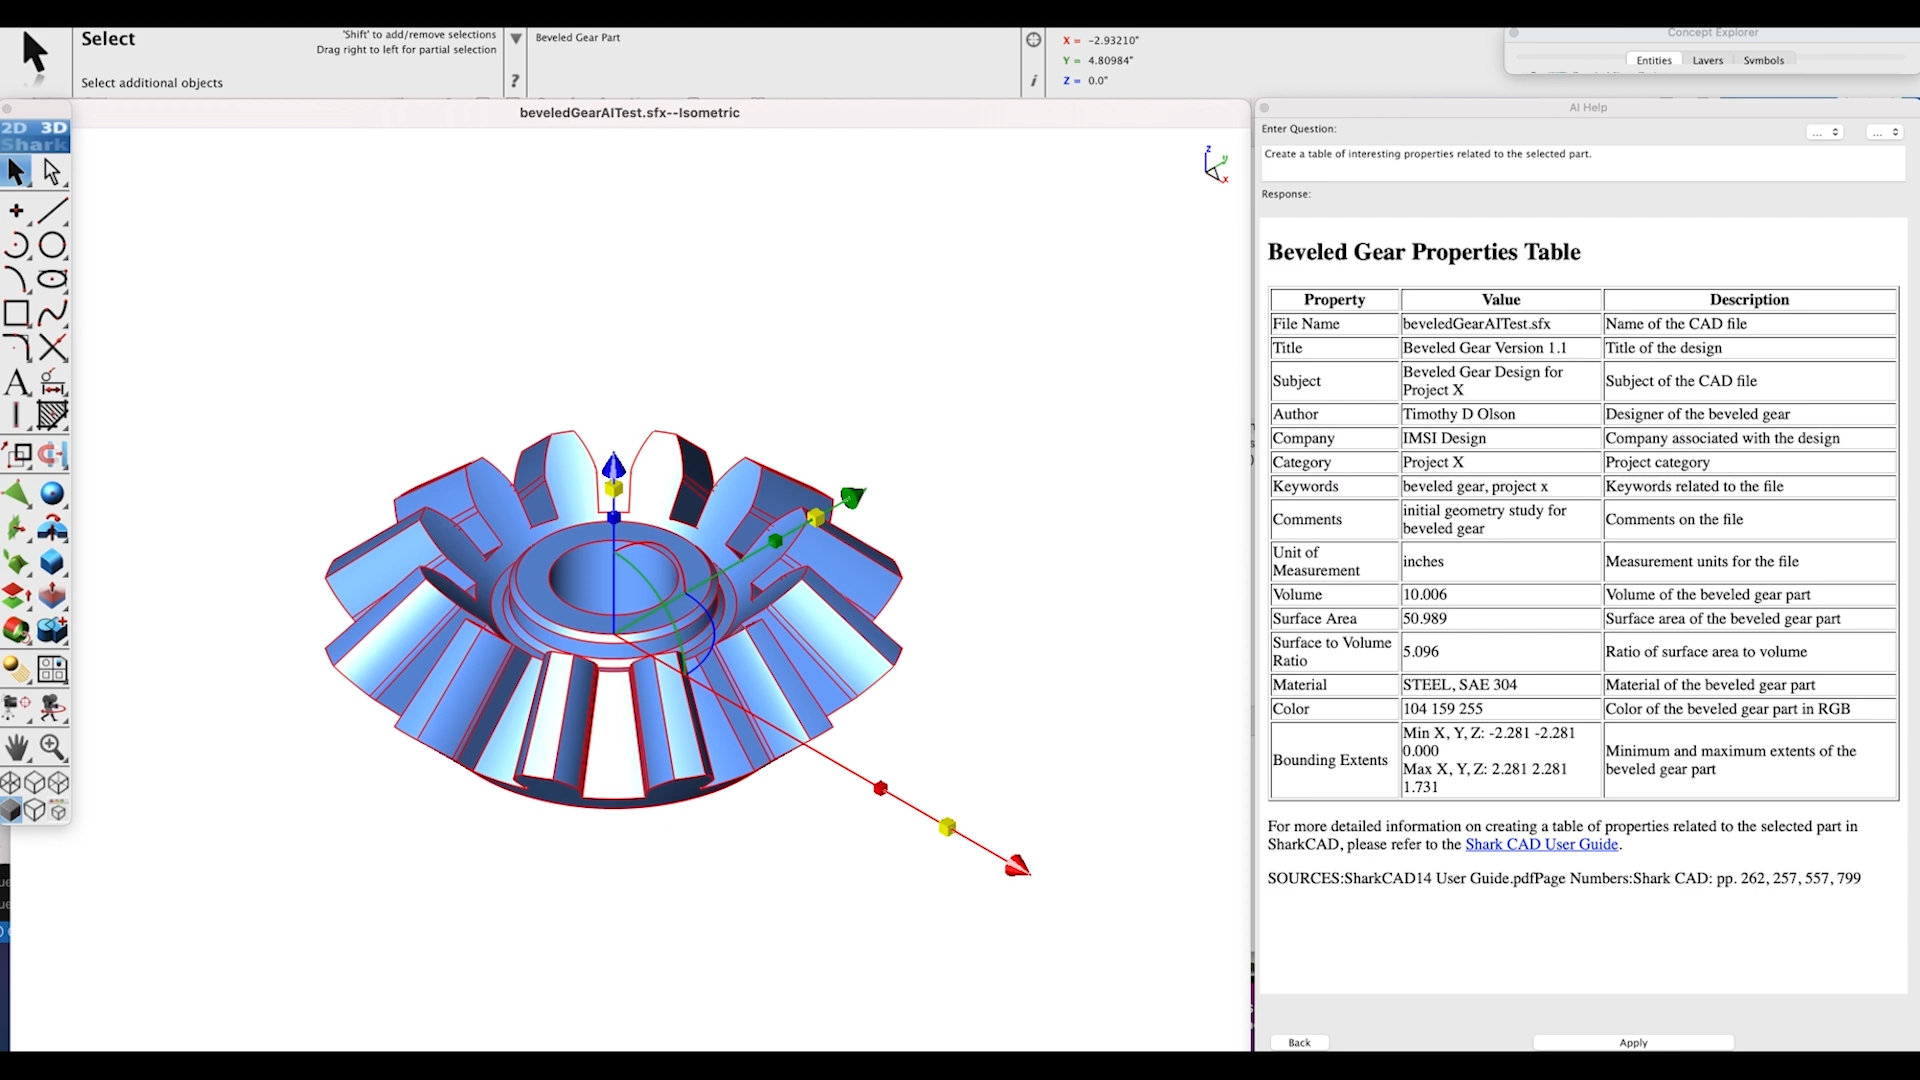 Select
'Shift' to add/remove selections
Drag right to left for partial selection
Select additional objects
?
Beveled Gear Part
i
X = -2.93210"
Y = 4.80984"
Z = 0.0"
Concept Explorer
Entities Layers Symbols
beveledGearAITest.sfx--Isometric
2D 3D
Shark
A
z
y
x
AI Help
Enter Question:
...
...
Create a table of interesting properties related to the selected part.
Response:
Beveled Gear Properties Table
Property Value Description
File Name beveledGearAITest.sfx Name of the CAD file
Title Beveled Gear Version 1.1 Title of the design
Subject Beveled Gear Design for
Project X Subject of the CAD file
Author Timothy D Olson Designer of the beveled gear
Company IMSI Design Company associated with the design
Category Project X Project category
Keywords beveled gear, project x Keywords related to the file
Comments initial geometry study for
beveled gear Comments on the file
Unit of
Measurement inches Measurement units for the file
Volume 10.006 Volume of the beveled gear part
Surface Area 50.989 Surface area of the beveled gear part
Surface to Volume
Ratio 5.096 Ratio of surface area to volume
Material STEEL, SAE 304 Material of the beveled gear part
Color 104 159 255 Color of the beveled gear part in RGB
Bounding Extents Min X, Y, Z: -2.281 -2.281
0.000
Max X, Y, Z: 2.281 2.281
1.731 Minimum and maximum extents of the
beveled gear part
For more detailed information on creating a table of properties related to the selected part in
SharkCAD, please refer to the Shark CAD User Guide.
SOURCES:SharkCAD14 User Guide.pdfPage Numbers:Shark CAD: pp. 262, 257, 557, 799
Back
Apply